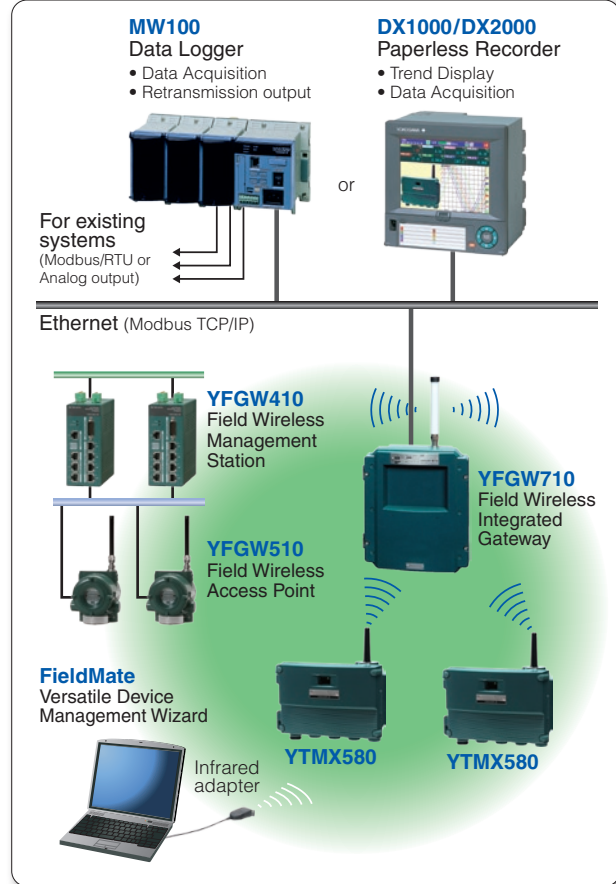 MW100
Data Logger
• Data Acquisition
• Retransmission output
DX1000/DX2000
Paperless Recorder
• Trend Display
• Data Acquisition
or
For existing
systems
(Modbus/RTU or
Analog output)
Ethernet (Modbus TCP/IP)
YFGW410
Field Wireless
Management
Station
YFGW710
Field Wireless
Integrated
Gateway
YFGW510
Field Wireless
Access Point
FieldMate
Versatile Device
Management Wizard
YTMX580
YTMX580
Infrared
adapter